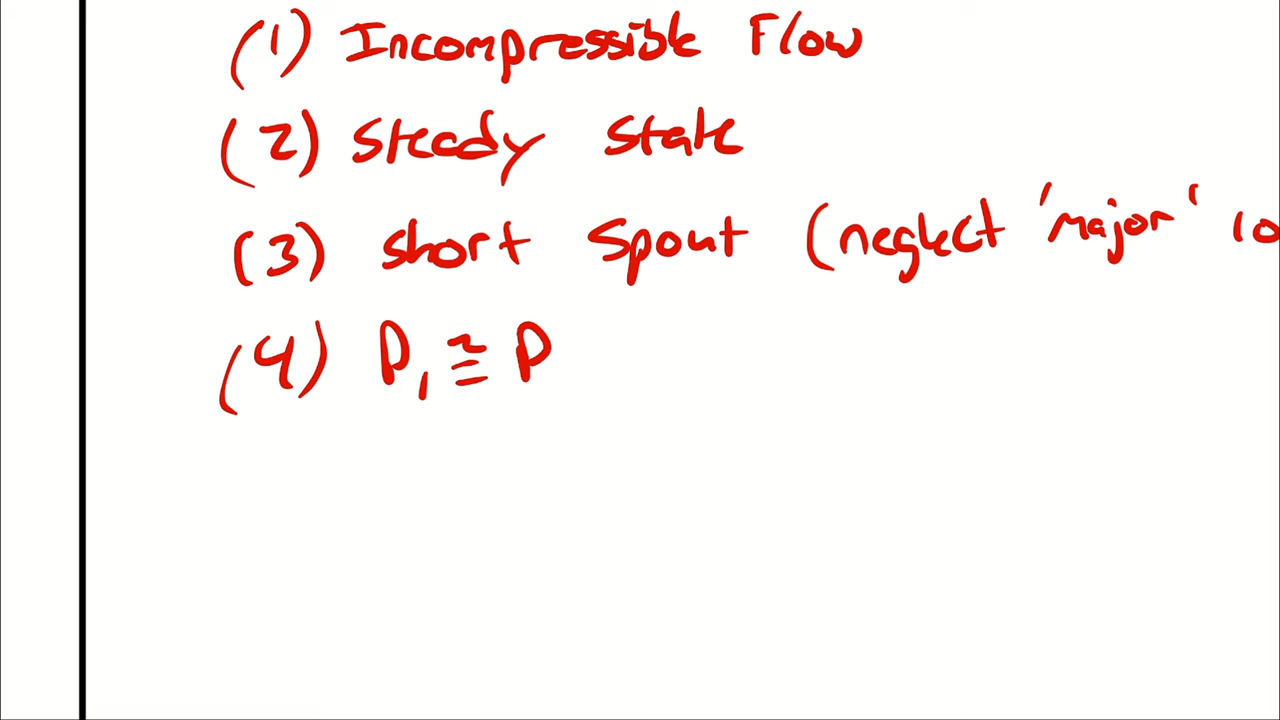 (1) Incompressible Flow
(2) Steady State
(3) Short Spout (neglect 'major'
(4) P₁ ≅ P